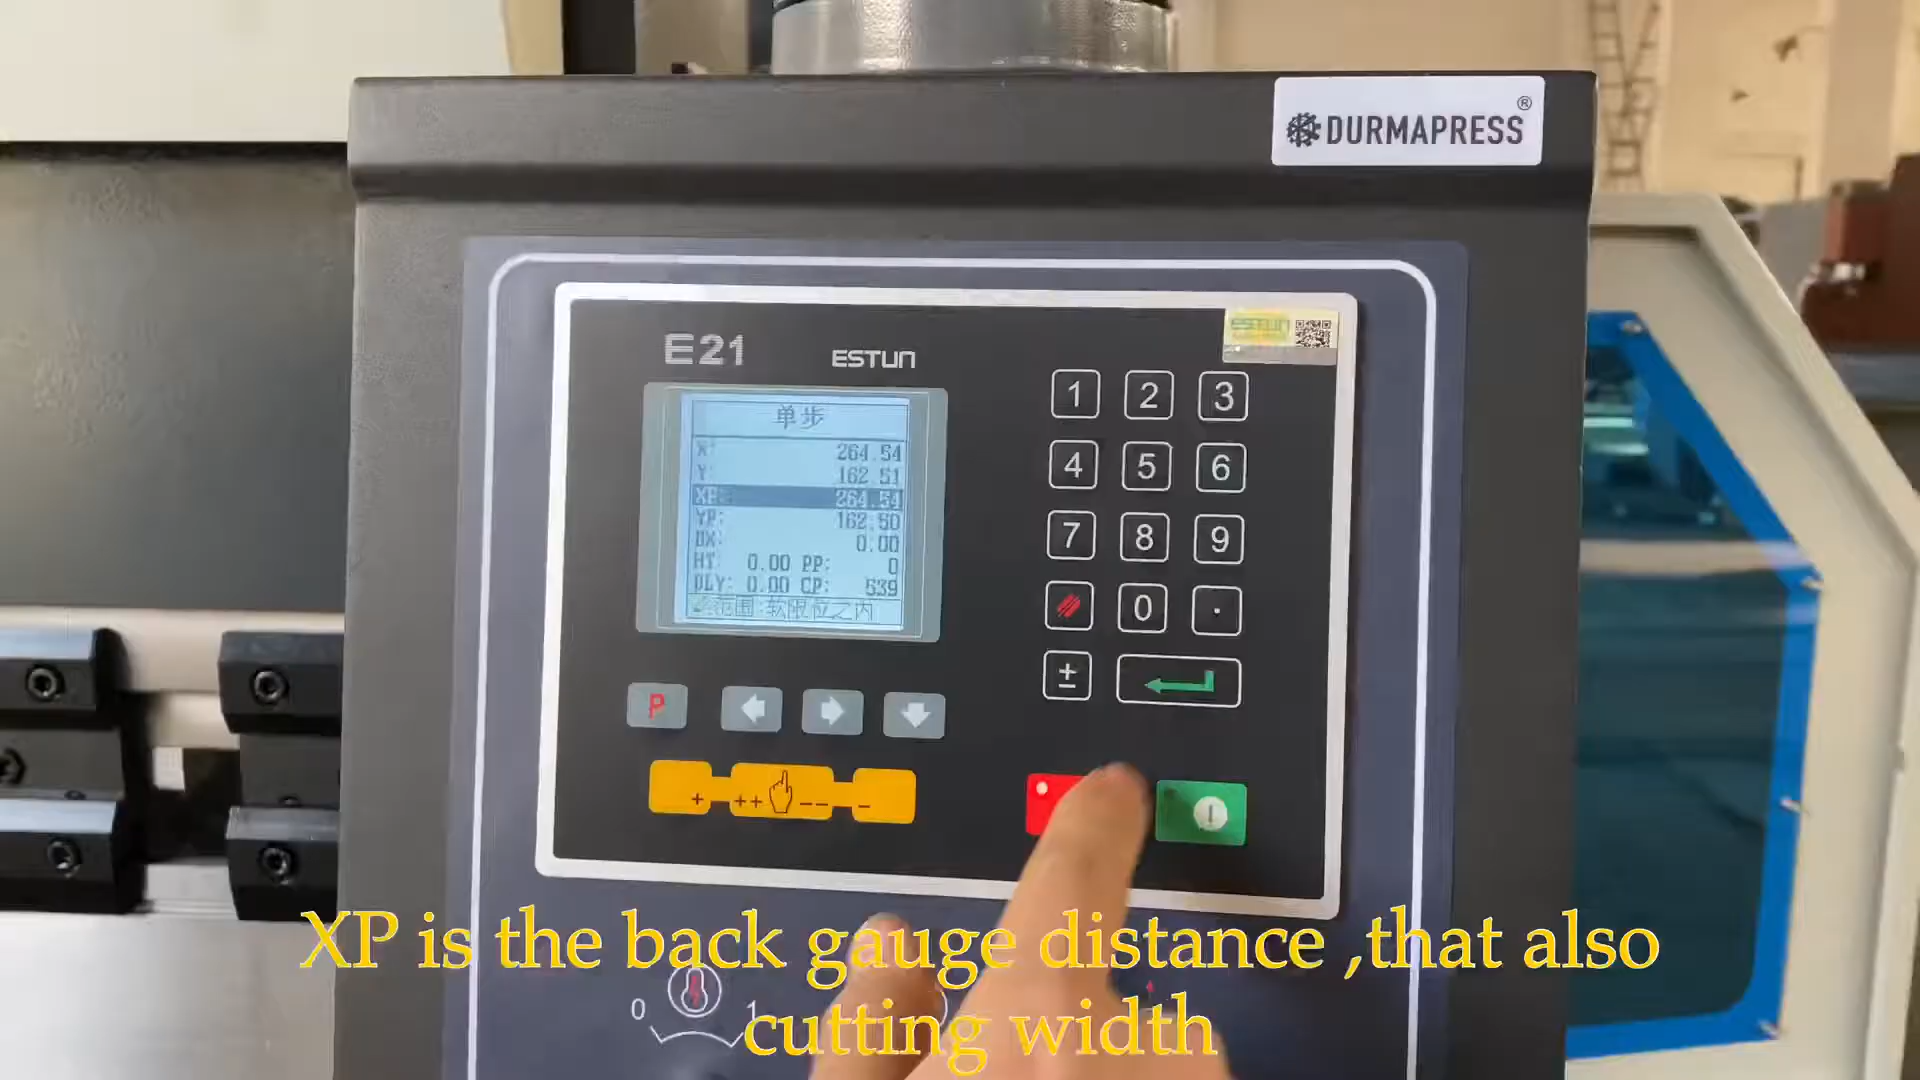 DURMAPRESS®
E21
ESTUN
ESTUN
单步
X: 264.54
Y: 162.51
XP: 264.54
YP: 162.50
DX: 0.00
HT: 0.00 PP: 0
DLY: 0.00 CP: 539
范围:软限位之内
1 2 3
4 5 6
7 8 9
0 ·
±
P
+ ++ -- -
XP is the back gauge distance ,that also
0 1
cutting width